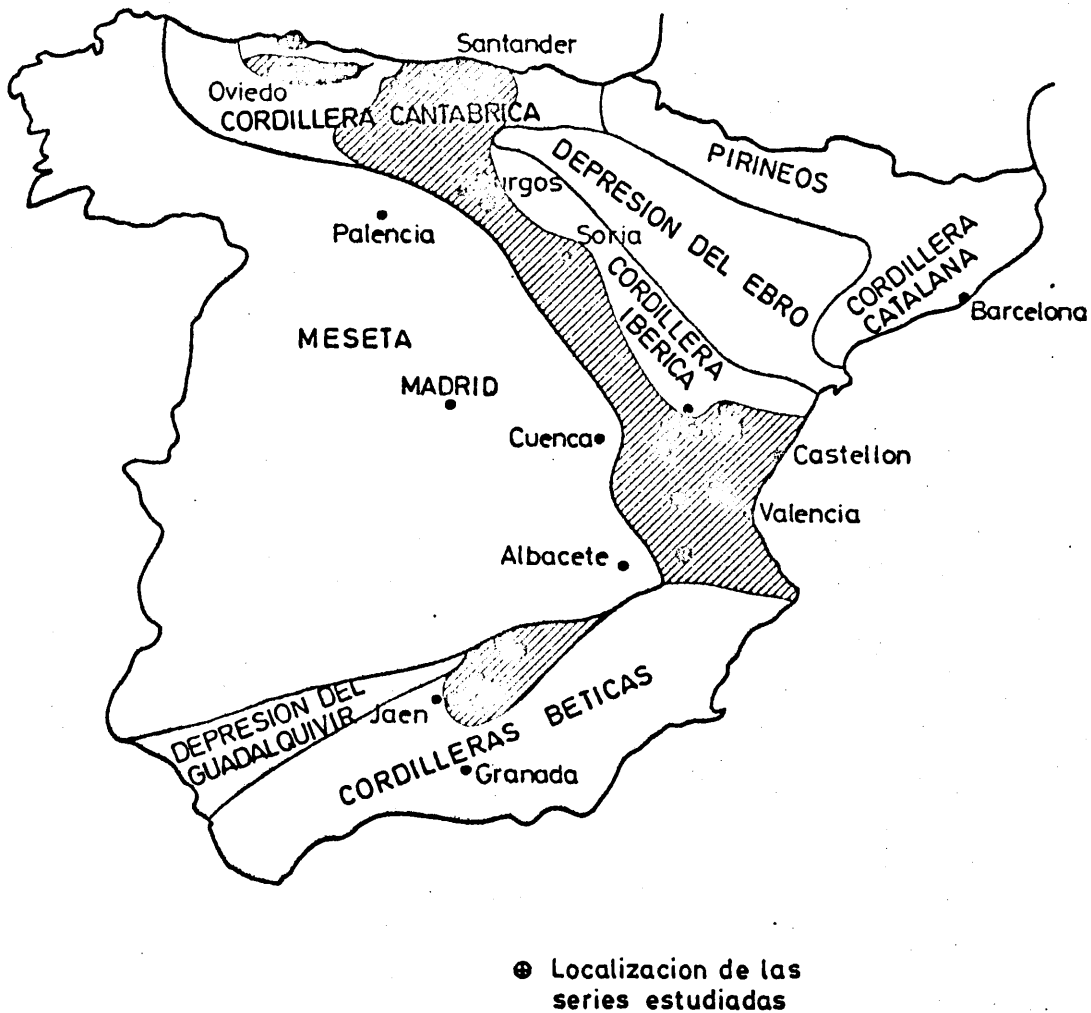 Santander
Oviedo
CORDILLERA CANTABRICA
PIRINEOS
DEPRESION DEL EBRO
urgos
Soria
Palencia
CORDILLERA
CATALANA
Barcelona
CORDILLERA
IBERICA
MESETA
MADRID
Cuenca
Castellon
Valencia
Albacete
DEPRESION DEL
GUADALQUIVIR
Jaen
CORDILLERAS BETICAS
Granada
Localizacion de las
series estudiadas